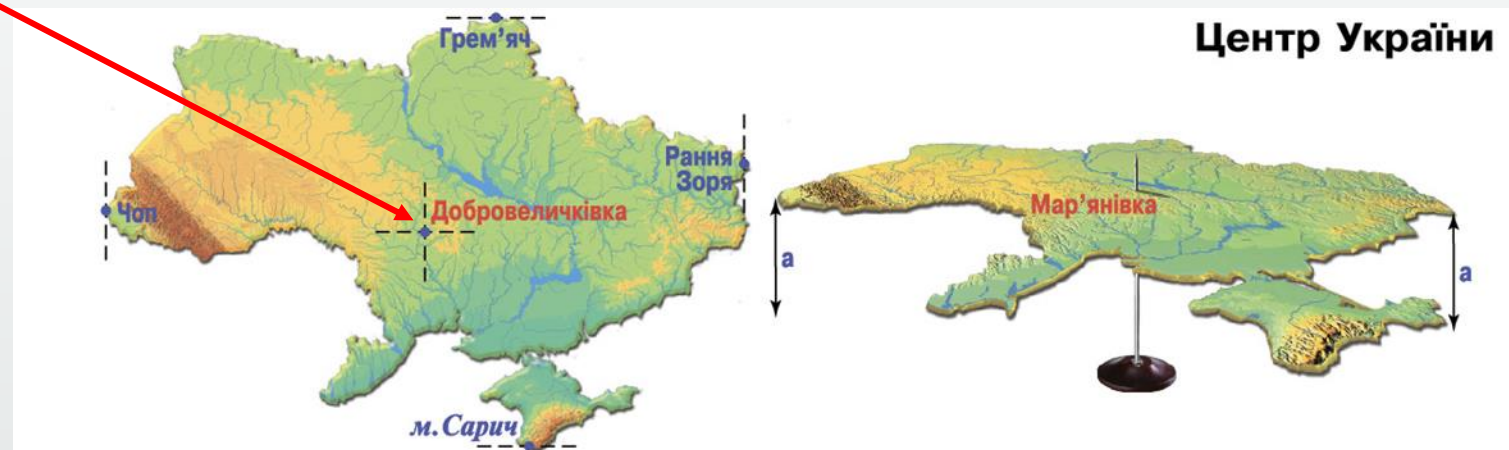 Центр України
Грем’яч
Рання
Зоря
Чоп
Добровеличківка
м. Сарич
Мар’янівка
а
а